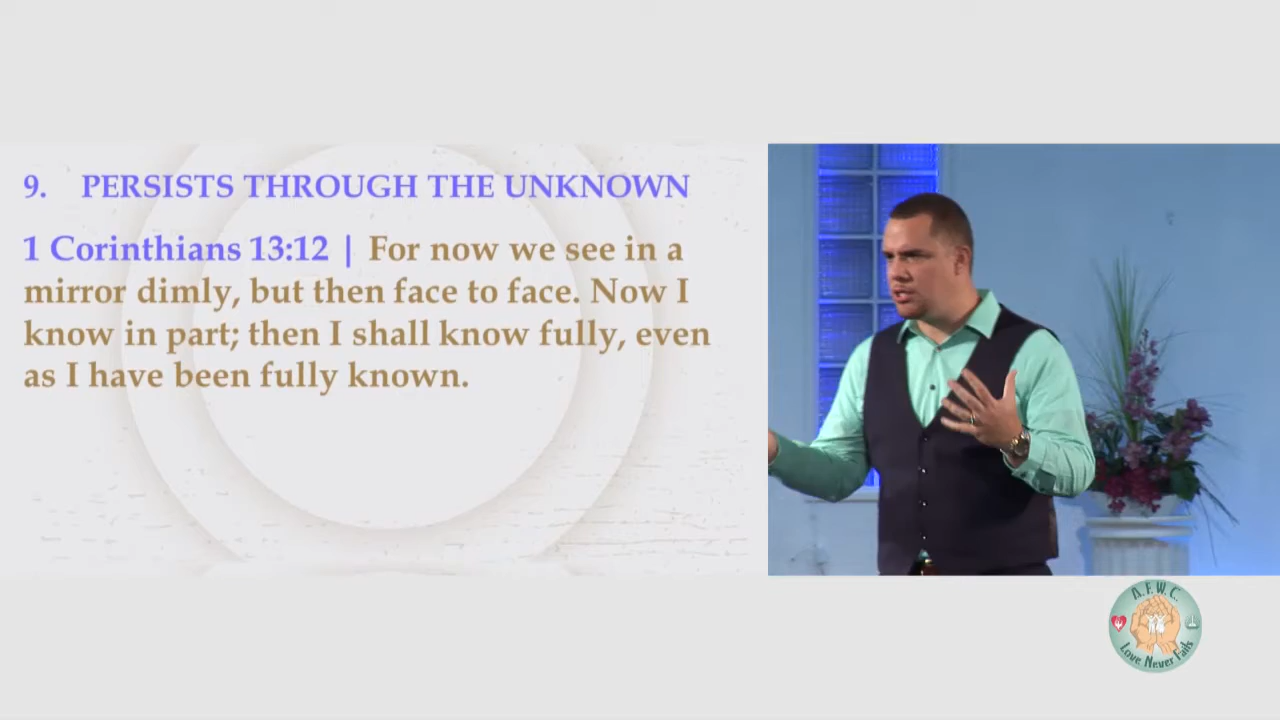 9. PERSISTS THROUGH THE UNKNOWN
1 Corinthians 13:12 | For now we see in a
mirror dimly, but then face to face. Now I
know in part; then I shall know fully, even
as I have been fully known.
A.F.W.C.
Love Never Fails